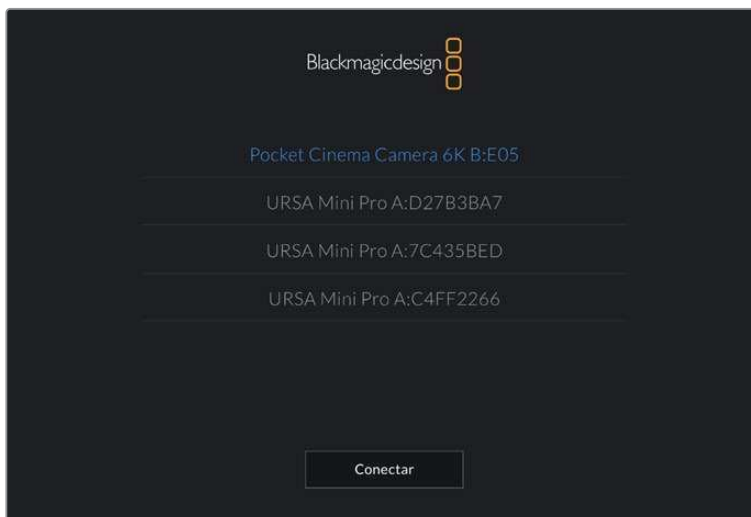 Blackmagicdesign
Pocket Cinema Camera 6K B:E05
URSA Mini Pro A:D27B3BA7
URSA Mini Pro A:7C435BED
URSA Mini Pro A:C4FF2266
Conectar